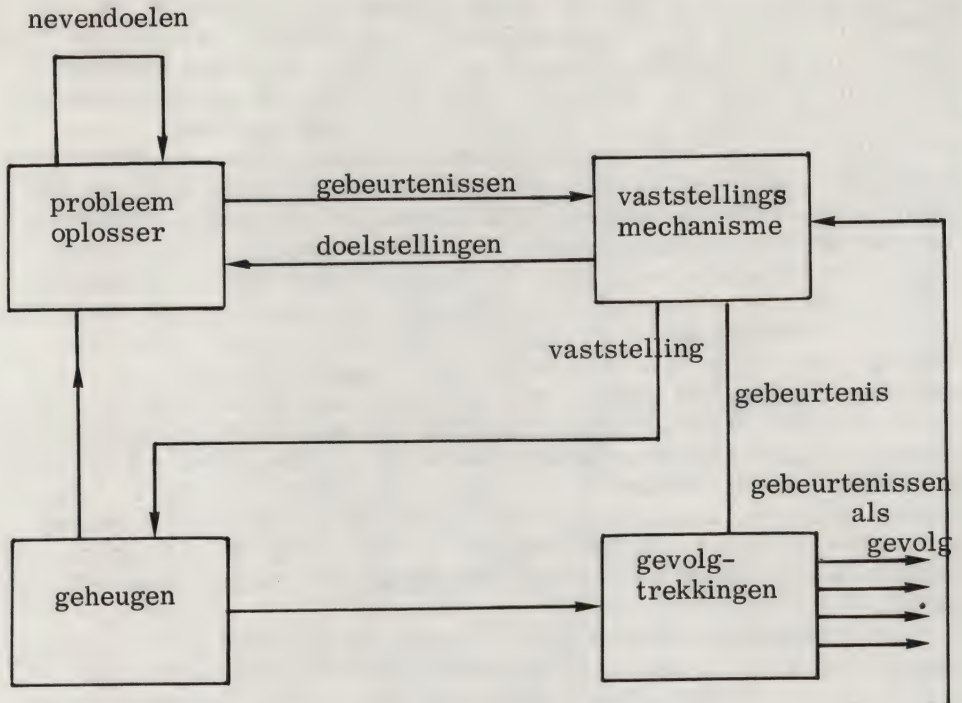 nevendoelen
probleem
oplosser
gebeurtenissen
doelstellingen
vaststellings
mechanisme
vaststelling
gebeurtenis
gebeurtenissen
als
gevolg
geheugen
gevolg-
trekkingen